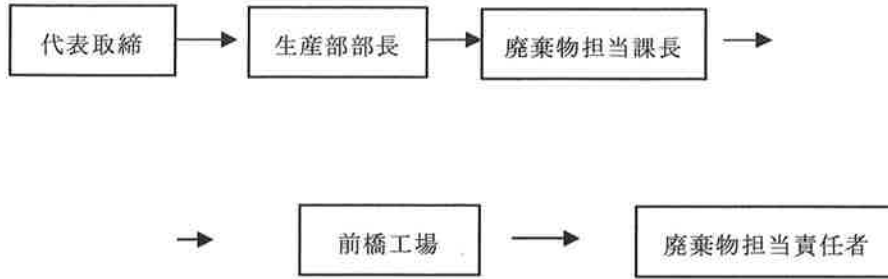 代表取締
生産部部長
廃棄物担当課長
前橋工場
廃棄物担当責任者